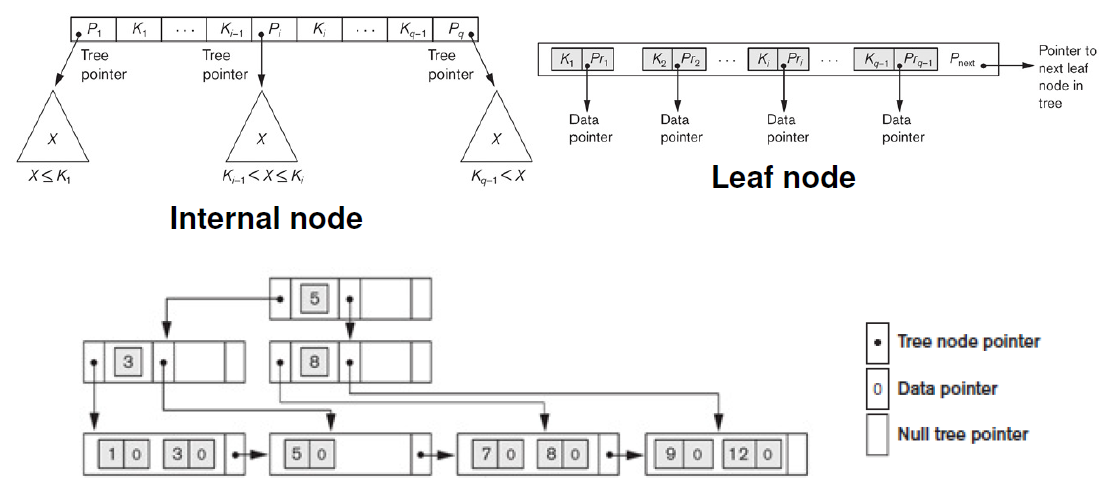 P1 K1 . . . Ki–1 Pi Ki . . . Kq–1 Pq
Tree
pointer
Tree
pointer
Tree
pointer
X
X
X
X ≤ K1
Ki–1 < X ≤ Ki
Kq–1 < X
Internal node
K1 Pr1 K2 Pr2 . . . Ki Pri . . . Kq–1 Prq–1 Pnext
Pointer to
next leaf
node in
tree
Data
pointer
Data
pointer
Data
pointer
Data
pointer
Leaf node
5
3
8
1 0 3 0
5 0
7 0 8 0
9 0 12 0
Tree node pointer
0 Data pointer
Null tree pointer